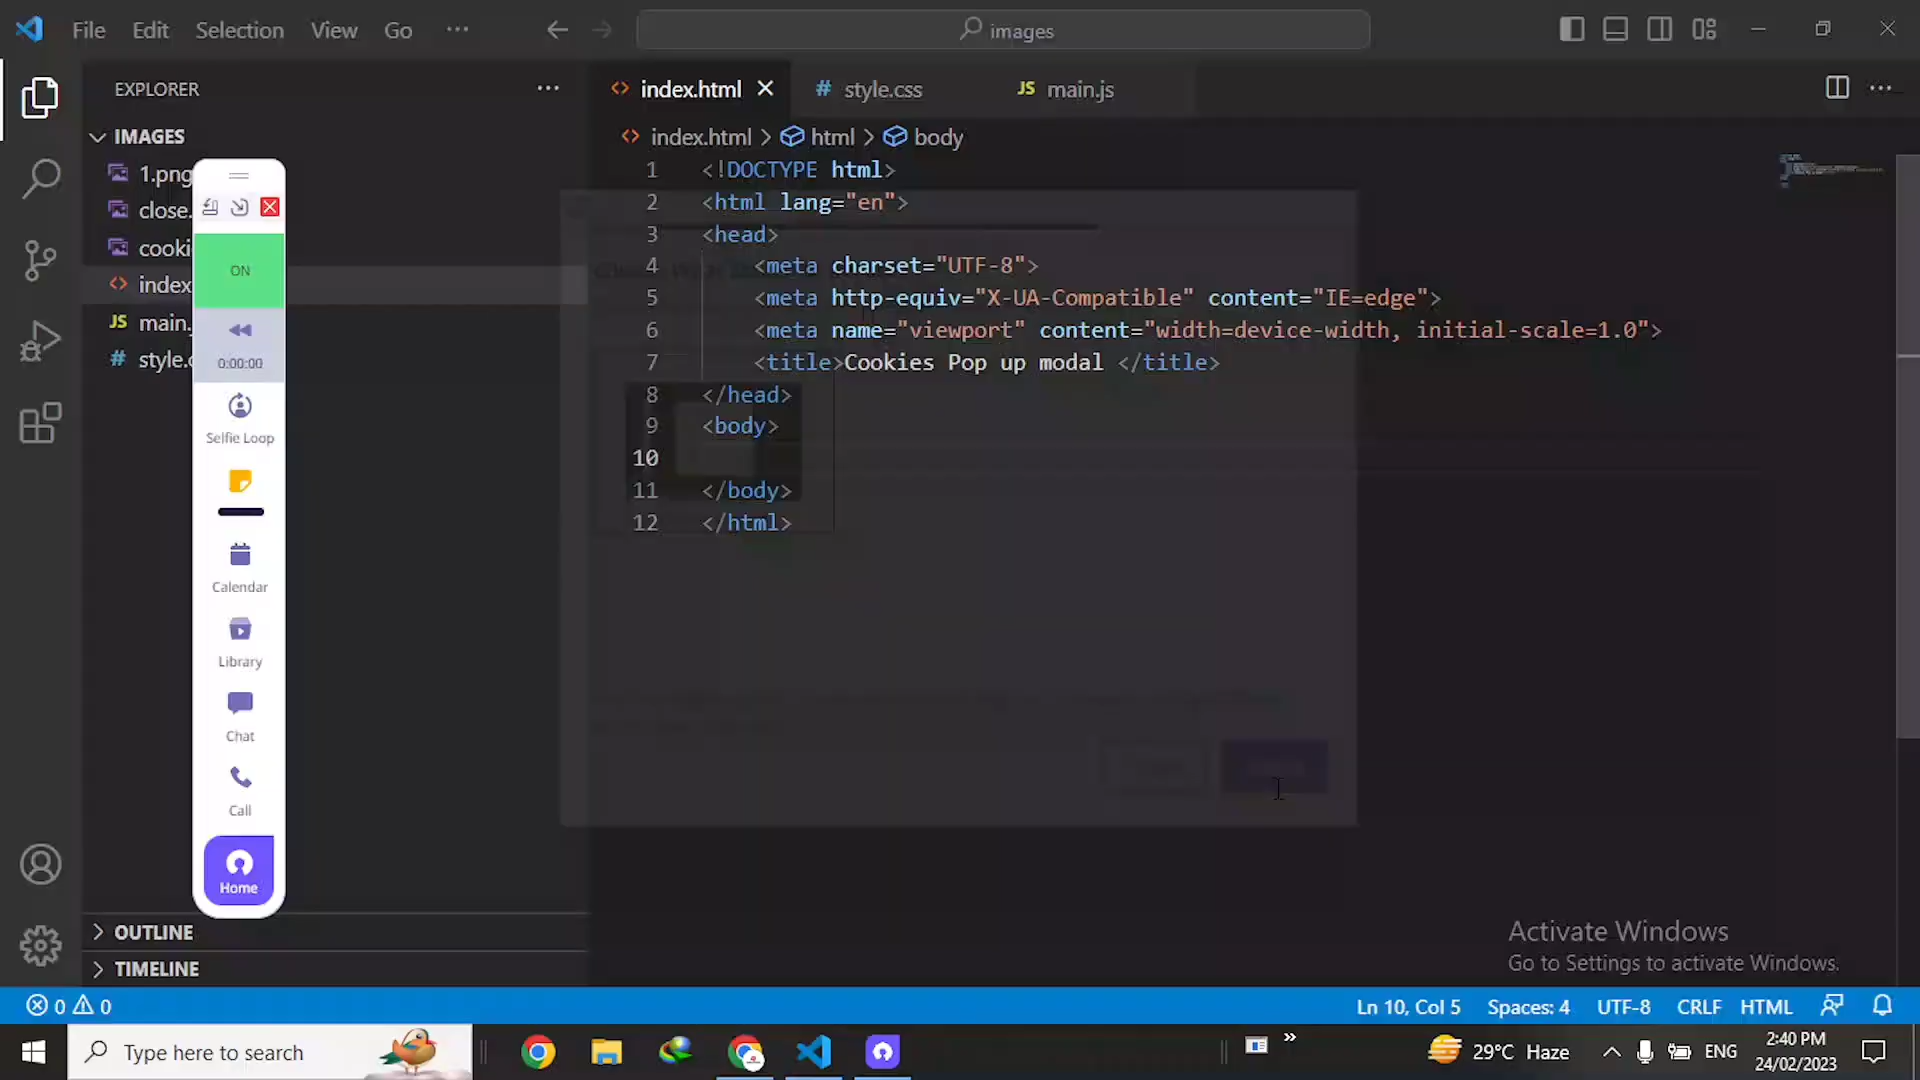 File Edit Selection View Go ···
images
EXPLORER ···
index.html
style.css
JS main.js
IMAGES
index.html > html > body
1.png
close.
cooki
index
JS main.
# style.c
ON
0:00:00
Selfie Loop
Calendar
Library
Chat
Call
Home
1 <!DOCTYPE html>
2 <html lang="en">
3 <head>
4 <meta charset="UTF-8">
5 <meta http-equiv="X-UA-Compatible" content="IE=edge">
6 <meta name="viewport" content="width=device-width, initial-scale=1.0">
7 <title>Cookies Pop up modal </title>
8 </head>
9 <body>
10
11 </body>
12 </html>
OUTLINE
TIMELINE
Activate Windows
Go to Settings to activate Windows.
0 0
Ln 10, Col 5 Spaces: 4 UTF-8 CRLF HTML
Type here to search
29°C Haze
ENG
2:40 PM
24/02/2023